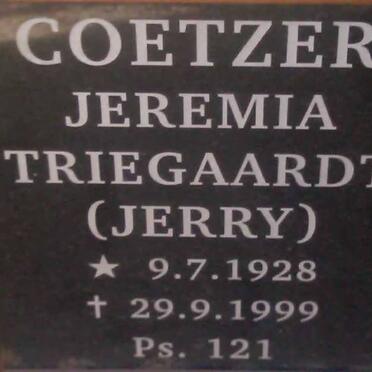 COETZER
JEREMIA
TRIEGAARDT
(JERRY)
★ 9.7.1928
✝ 29.9.1999
Ps. 121